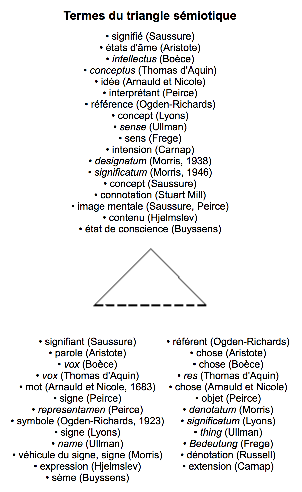 Termes du triangle sémiotique
• signifié (Saussure)
• états d'âme (Aristote)
• intellectus (Boèce)
• conceptus (Thomas d'Aquin)
• idée (Arnauld et Nicole)
• interprétant (Peirce)
• référence (Ogden-Richards)
• concept (Lyons)
• sense (Ullman)
• sens (Frege)
• intension (Carnap)
• designatum (Morris, 1938)
• significatum (Morris, 1946)
• concept (Saussure)
• connotation (Stuart Mill)
• image mentale (Saussure, Peirce)
• contenu (Hjelmslev)
• état de conscience (Buyssens)
• signifiant (Saussure)
• parole (Aristote)
• vox (Boèce)
• vox (Thomas d'Aquin)
• mot (Arnauld et Nicole, 1683)
• signe (Peirce)
• representamen (Peirce)
• symbole (Ogden-Richards, 1923)
• signe (Lyons)
• name (Ullman)
• véhicule du signe, signe (Morris)
• expression (Hjelmslev)
• sème (Buyssens)
• référent (Ogden-Richards)
• chose (Aristote)
• chose (Boèce)
• res (Thomas d'Aquin)
• chose (Arnauld et Nicole)
• objet (Peirce)
• denotatum (Morris)
• significatum (Lyons)
• thing (Ullman)
• Bedeutung (Frege)
• dénotation (Russell)
• extension (Carnap)